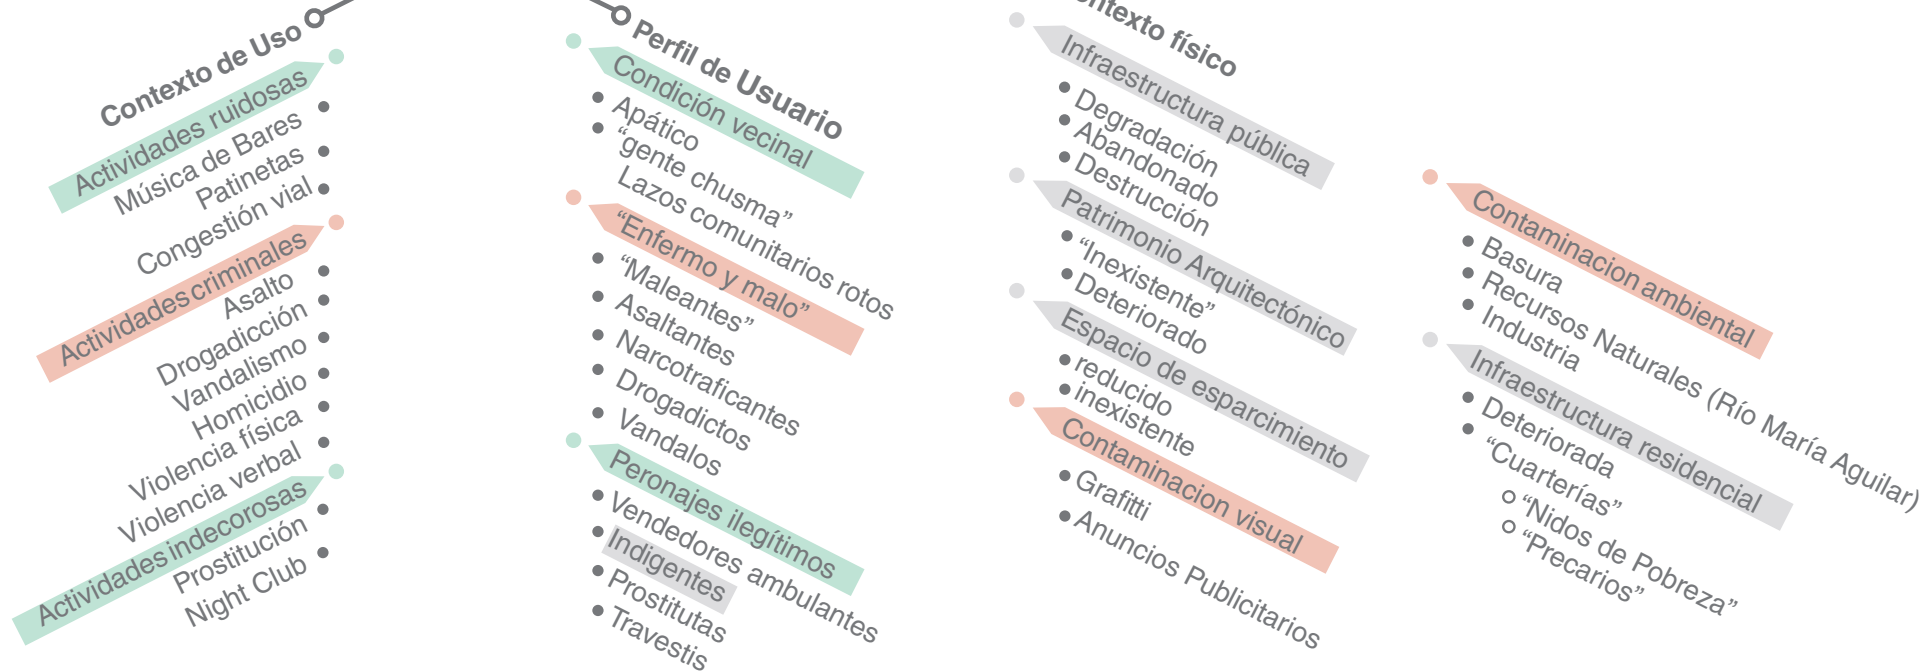 Contexto de Uso
Actividades ruidosas
Música de Bares
Patinetas
Congestión vial
Actividades criminales
Asalto
Drogadicción
Vandalismo
Homicidio
Violencia física
Violencia verbal
Actividades indecorosas
Prostitución
Night Club
Perfil de Usuario
Condición vecinal
Apático
“gente chusma”
Lazos comunitarios rotos
“Enfermo y malo”
“Maleantes”
Asaltantes
Narcotraficantes
Drogadictos
Vandalos
Peronajes ilegítimos
Vendedores ambulantes
Indigentes
Prostitutas
Travestis
ontexto físico
Infraestructura pública
Degradación
Abandonado
Destrucción
Patrimonio Arquitectónico
“Inexistente”
Deteriorado
Espacio de esparcimiento
reducido
inexistente
Contaminacion visual
Grafitti
Anuncios Publicitarios
Contaminacion ambiental
Basura
Recursos Naturales (Río María Aguilar)
Industria
Infraestructura residencial
Deteriorada
“Cuarterías”
“Nidos de Pobreza”
“Precarios”